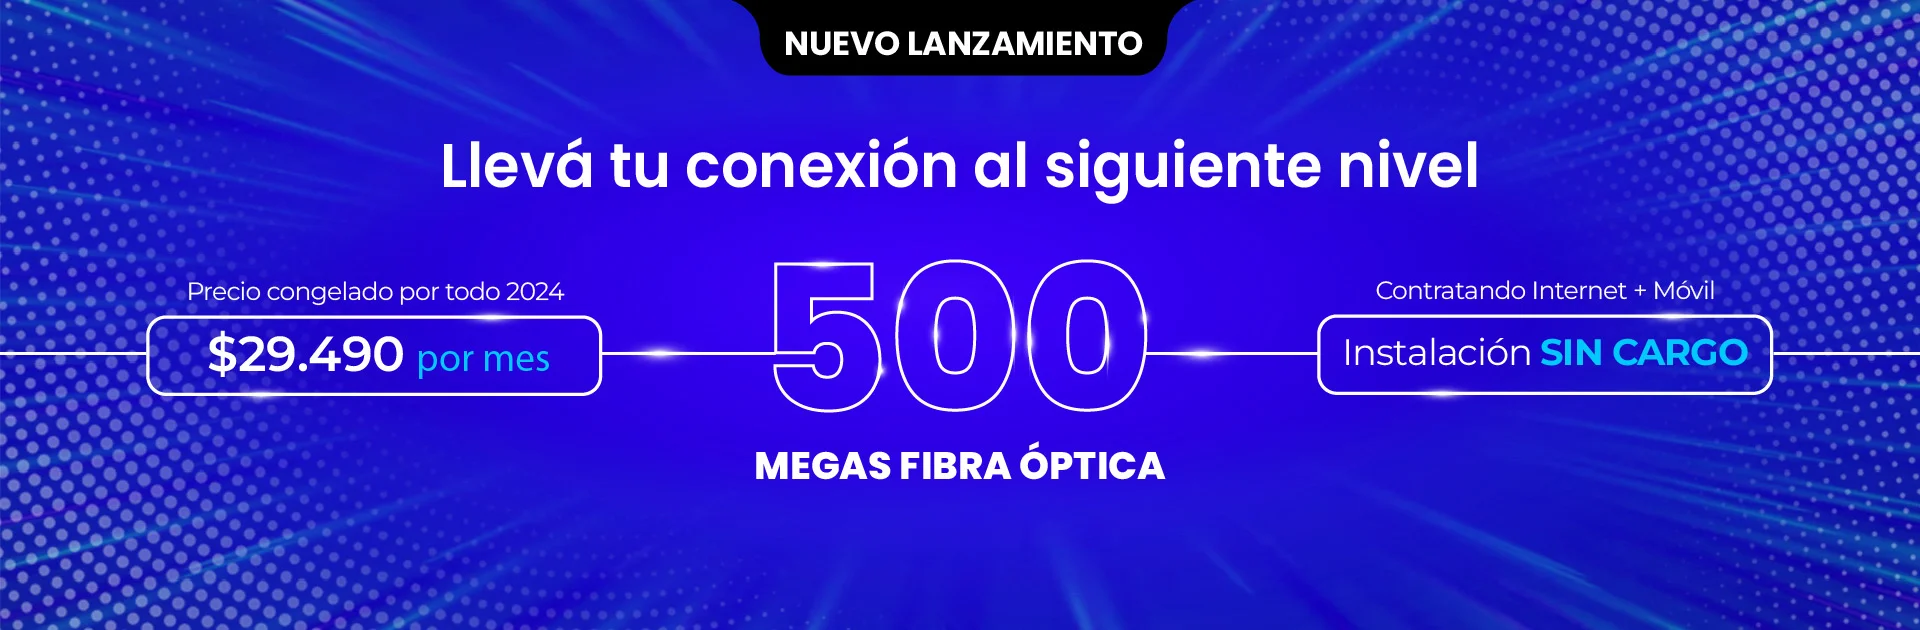 NUEVO LANZAMIENTO
Llevá tu conexión al siguiente nivel
Precio congelado por todo 2024
$29.490 por mes
500
MEGAS FIBRA ÓPTICA
Contratando Internet + Móvil
Instalación SIN CARGO